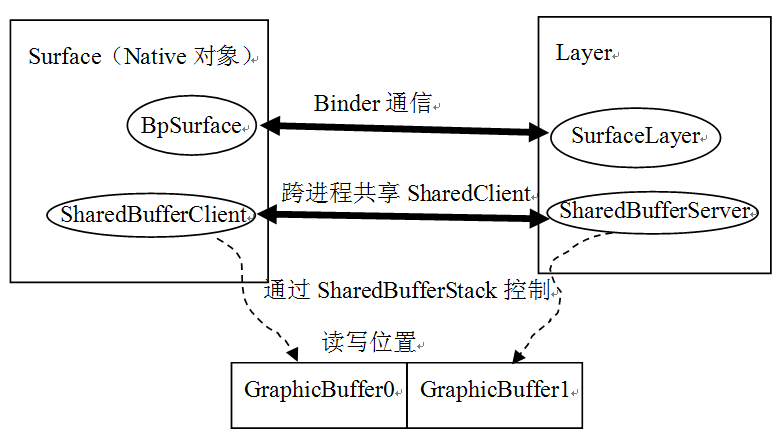 Surface（Native 对象）
Layer
Binder 通信
BpSurface
SurfaceLayer
跨进程共享 SharedClient
SharedBufferClient
SharedBufferServer
通过 SharedBufferStack 控制
读写位置
GraphicBuffer0
GraphicBuffer1